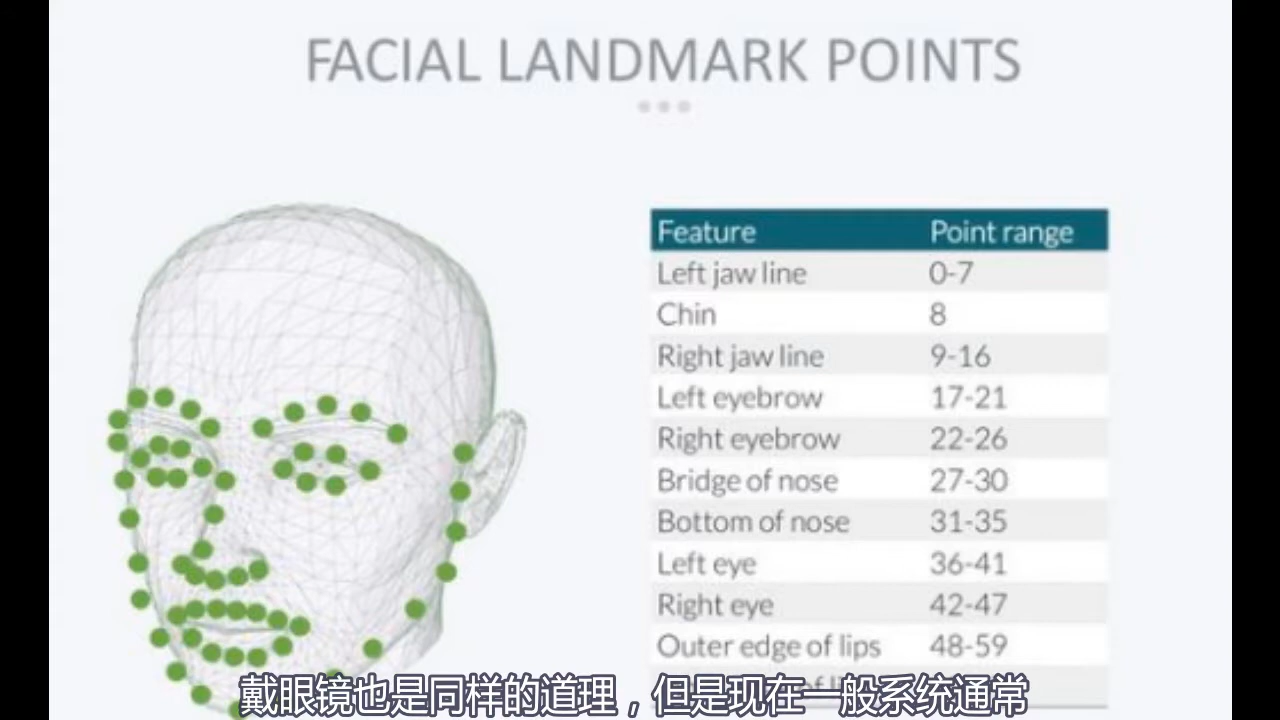 FACIAL LANDMARK POINTS
Feature Point range
Left jaw line 0-7
Chin 8
Right jaw line 9-16
Left eyebrow 17-21
Right eyebrow 22-26
Bridge of nose 27-30
Bottom of nose 31-35
Left eye 36-41
Right eye 42-47
Outer edge of lips 48-59
戴眼镜也是同样的道理，但是现在一般系统通常